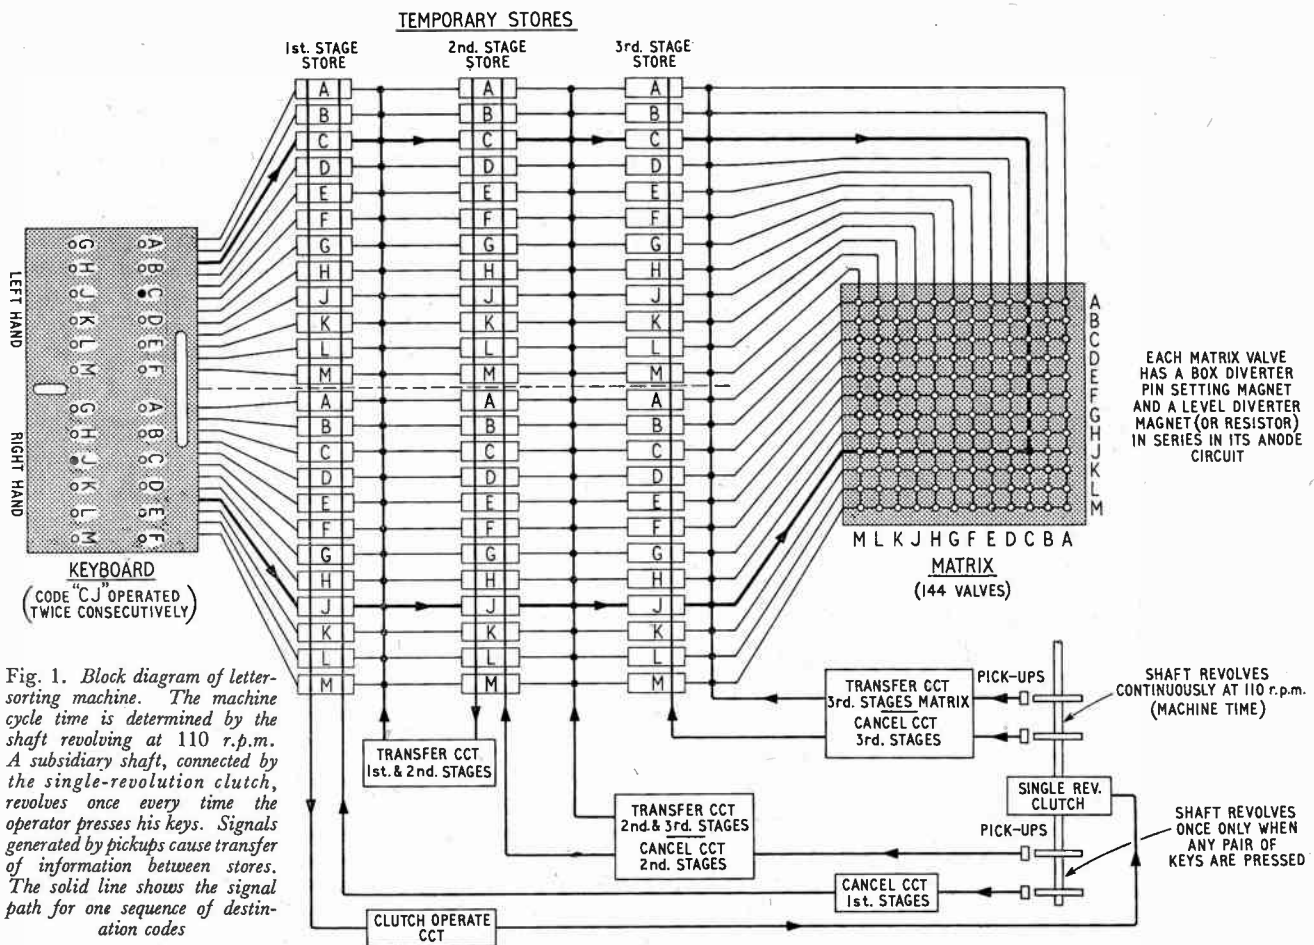 TEMPORARY STORES
1st. STAGE
STORE
2nd. STAGE
STORE
3rd. STAGE
STORE
A A A
B B B
C C C
D D D
E E E
F F F
G G G
H H H
J J J
K K K
L L L
M M M
A A A
B B B
C C C
D D D
E E E
F F F
G G G
H H H
J J J
K K K
L L L
M M M
LEFT HAND
RIGHT HAND
A B C D E F A B C D E F
G H J K L M G H J K L M
KEYBOARD
(CODE "CJ" OPERATED
TWICE CONSECUTIVELY)
A
B
C
D
E
F
G
H
J
K
L
M
M L K J H G F E D C B A
MATRIX
(144 VALVES)
EACH MATRIX VALVE
HAS A BOX DIVERTER
PIN SETTING MAGNET
AND A LEVEL DIVERTER
MAGNET (OR RESISTOR)
IN SERIES IN ITS ANODE
CIRCUIT
TRANSFER CCT
1st. & 2nd. STAGES
TRANSFER CCT
2nd. & 3rd. STAGES
CANCEL CCT
2nd. STAGES
TRANSFER CCT
3rd. STAGES MATRIX
CANCEL CCT
3rd. STAGES
PICK-UPS
SHAFT REVOLVES
CONTINUOUSLY AT 110 r.p.m.
(MACHINE TIME)
SINGLE REV.
CLUTCH
PICK-UPS
SHAFT REVOLVES
ONCE ONLY WHEN
ANY PAIR OF
KEYS ARE PRESSED
CANCEL CCT
1st. STAGES
CLUTCH OPERATE
CCT
Fig. 1. Block diagram of letter-
sorting machine. The machine
cycle time is determined by the
shaft revolving at 110 r.p.m.
A subsidiary shaft, connected by
the single-revolution clutch,
revolves once every time the
operator presses his keys. Signals
generated by pickups cause transfer
of information between stores.
The solid line shows the signal
path for one sequence of destin-
ation codes